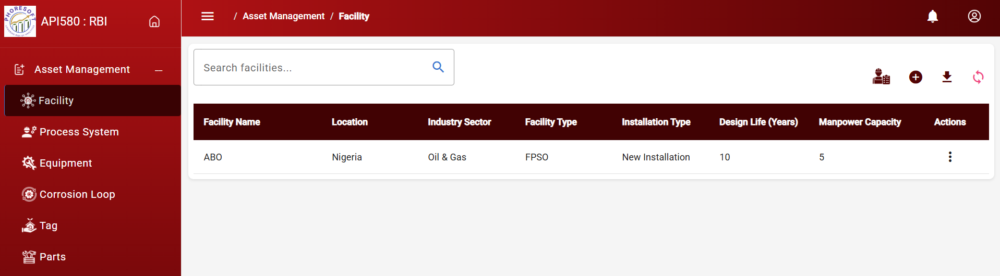 PHORESOFT
API580 : RBI
/ Asset Management / Facility
Asset Management
Facility
Process System
Equipment
Corrosion Loop
Tag
Parts
Search facilities...
Facility Name Location Industry Sector Facility Type Installation Type Design Life (Years) Manpower Capacity Actions
ABO Nigeria Oil & Gas FPSO New Installation 10 5